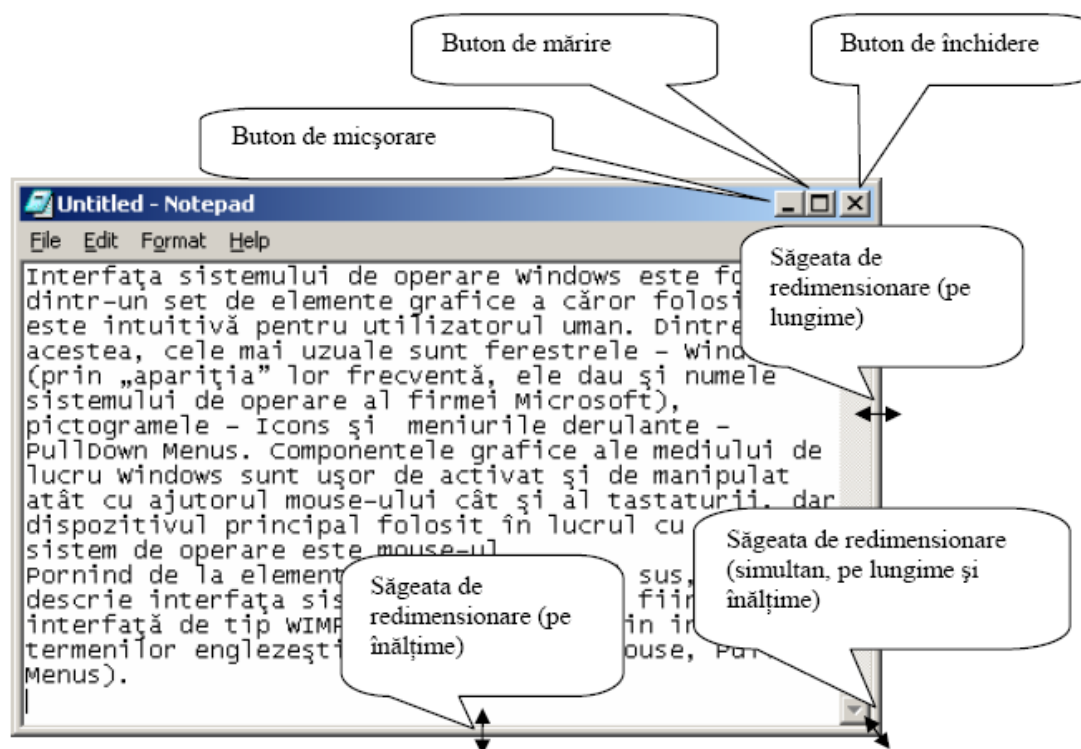 Buton de mărire
Buton de închidere
Buton de micşorare
Untitled - Notepad
File Edit Format Help
Săgeata de
redimensionare (pe
lungime)
Interfaţa sistemului de operare Windows este
dintr-un set de elemente grafice a căror
este intuitivă pentru utilizatorul uman. Dintre
acestea, cele mai uzuale sunt ferestrele -
(prin „apariţia” lor frecventă, ele dau şi numele
sistemului de operare al firmei Microsoft),
pictogramele - Icons şi meniurile derulante -
PullDown Menus. Componentele grafice ale mediului de
lucru Windows sunt uşor de activat şi de manipulat
atât cu ajutorul mouse-ului cât şi al tastaturii, dar
dispozitivul principal folosit în lucrul cu
sistem de operare este mouse-ul
Pornind de la sus,
descrie interfaţa
interfaţă de tip WIMP in
termenilor englezeşti
Menus).
Săgeata de redimensionare
(simultan, pe lungime şi
înălţime)
Săgeata de
redimensionare (pe
înălţime)